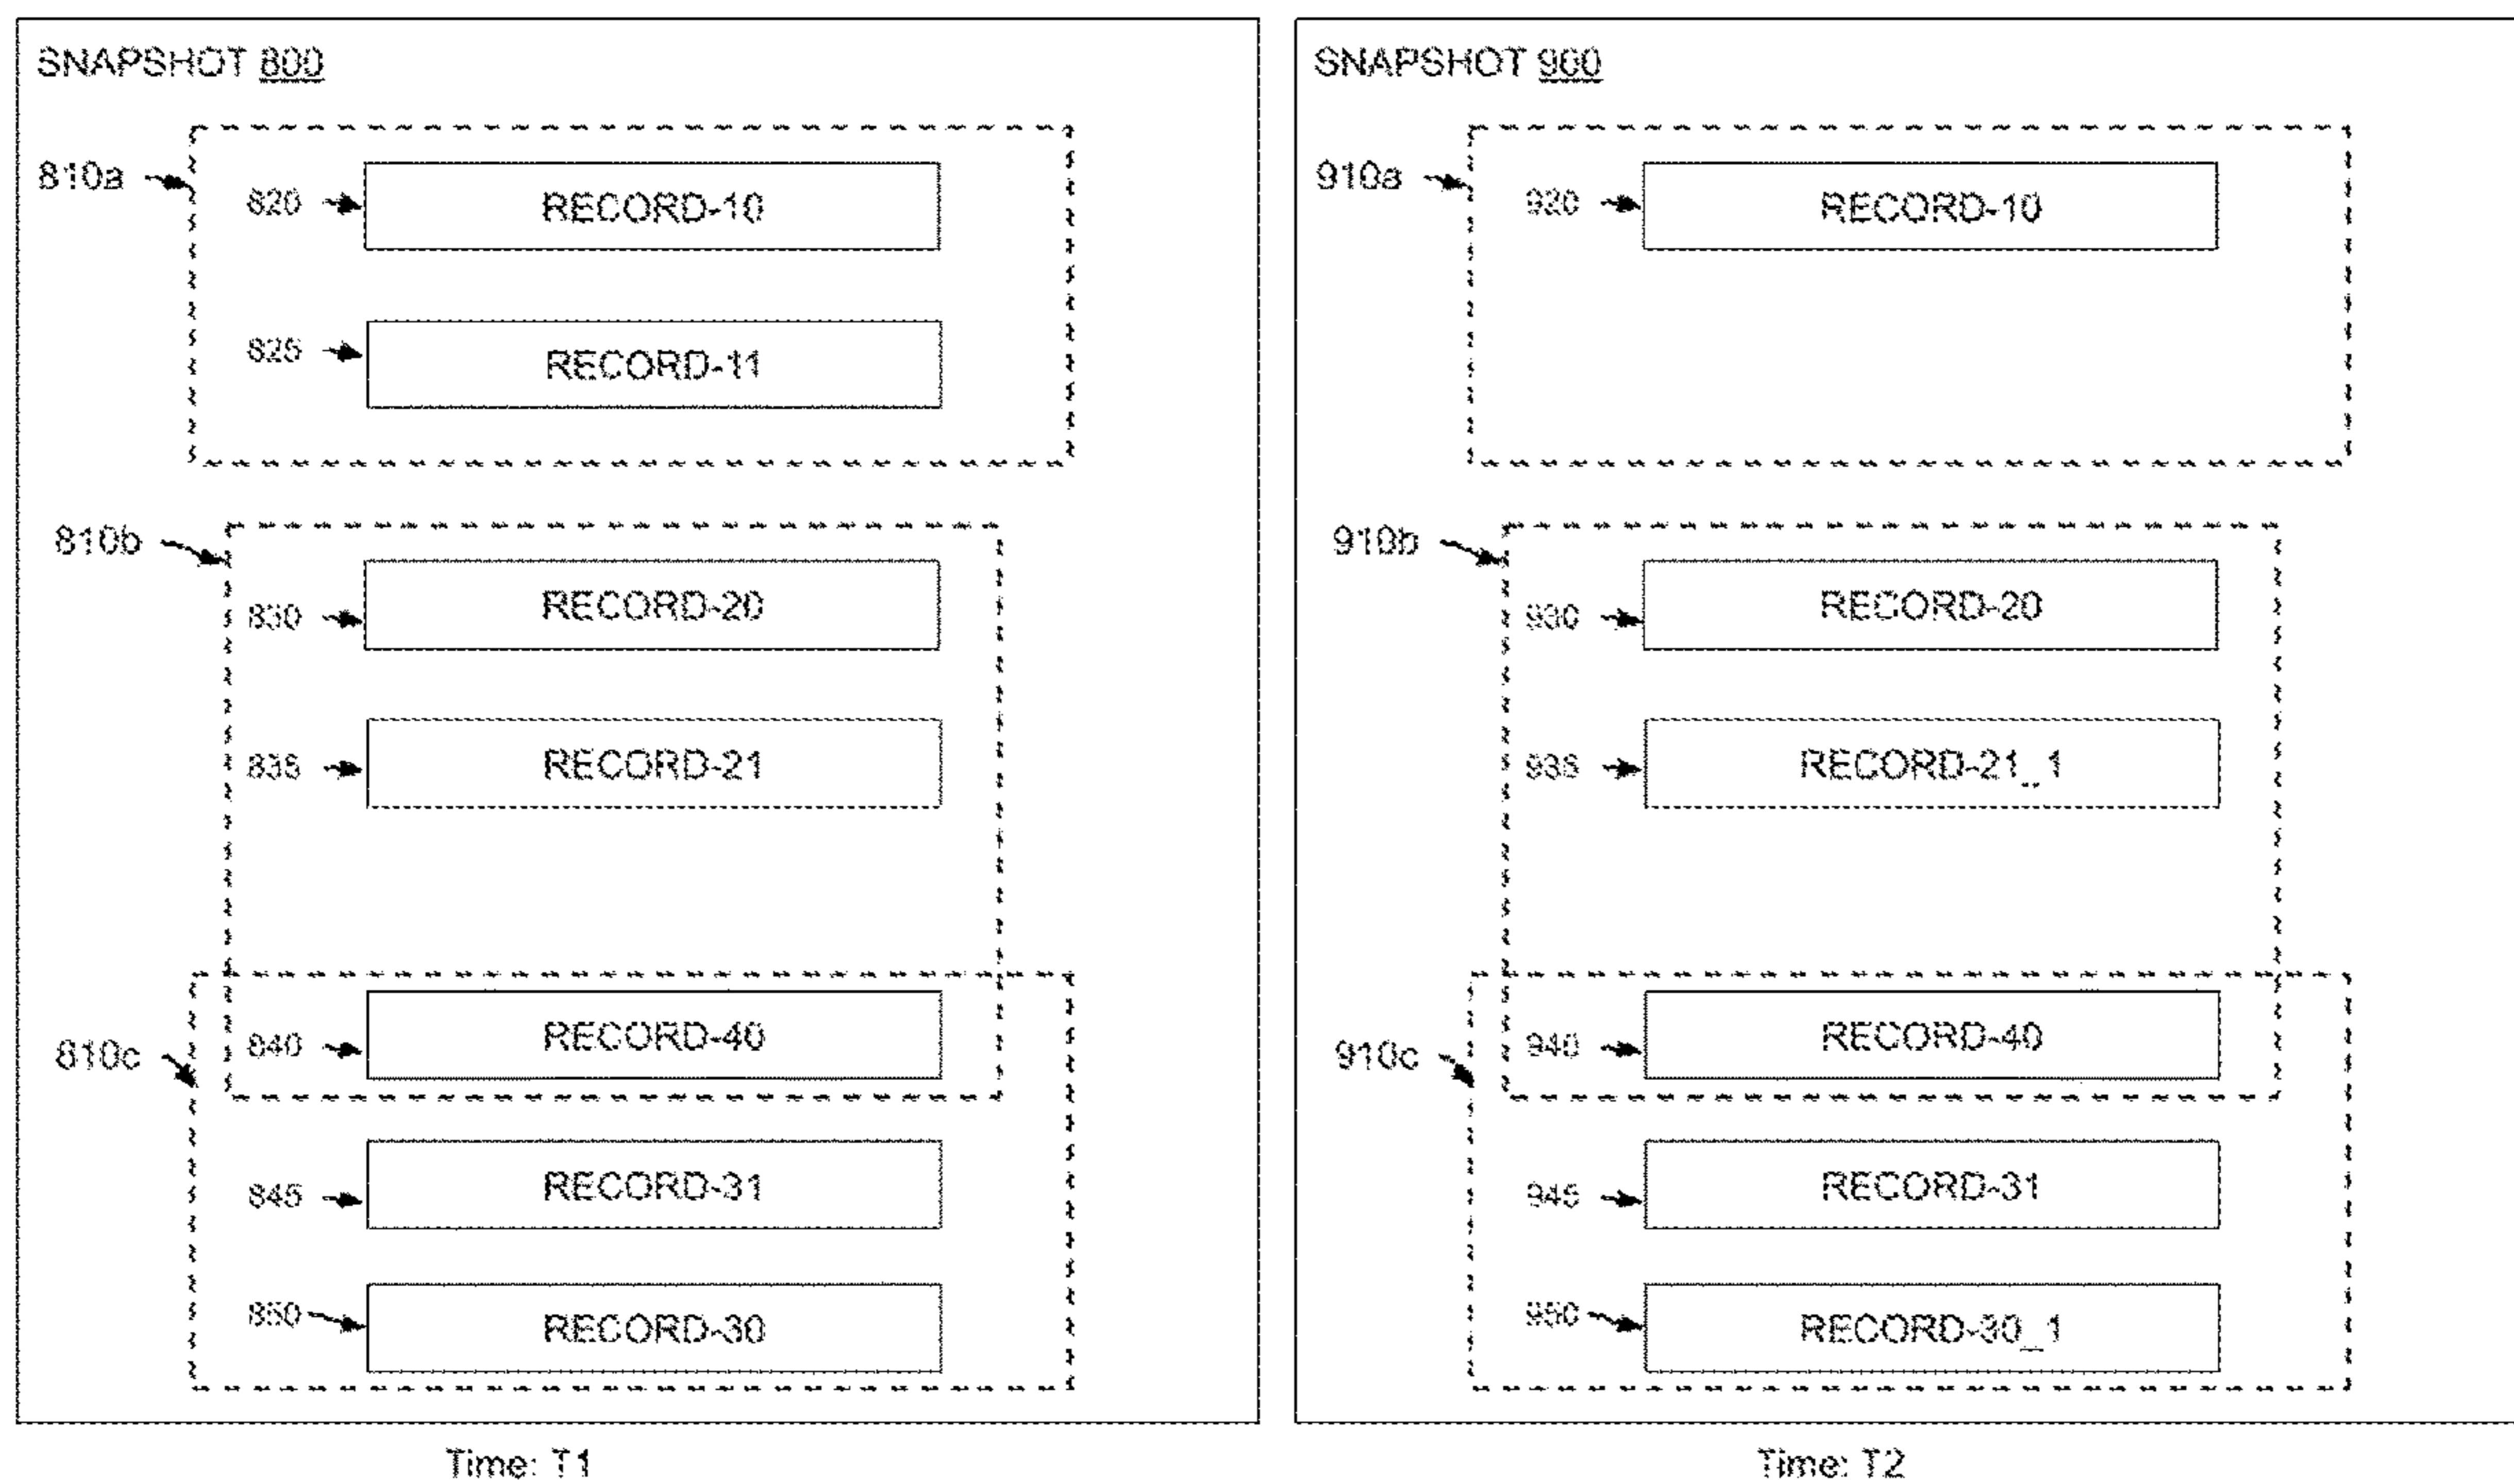 SNAPSHOT 800
810a
820
RECORD-10
825
RECORD-11
810b
830
RECORD-20
835
RECORD-21
810c
840
RECORD-40
845
RECORD-31
850
RECORD-30
Time: T1
SNAPSHOT 900
910a
920
RECORD-10
910b
930
RECORD-20
935
RECORD-21_1
910c
940
RECORD-40
945
RECORD-31
950
RECORD-30_1
Time: T2